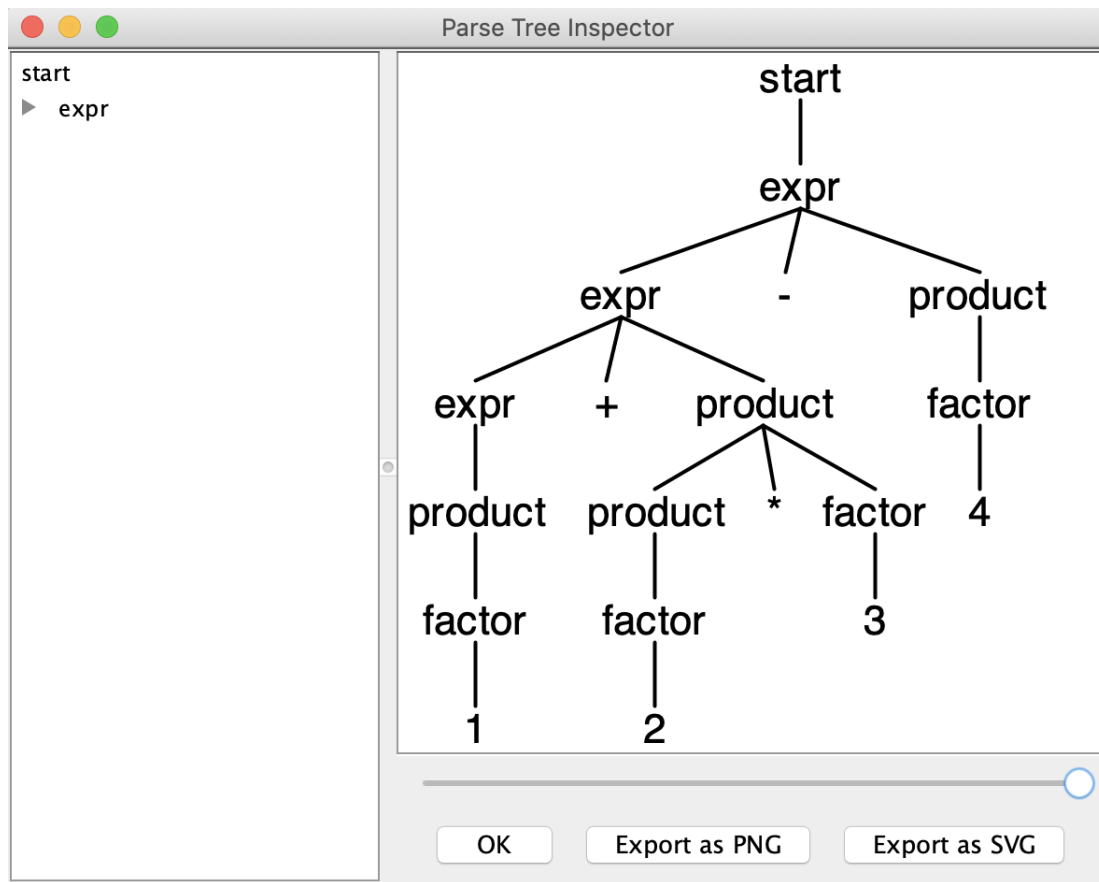 Parse Tree Inspector
start
expr
start
expr
expr - product
expr + product factor
product product * factor 4
factor factor 3
1 2
OK Export as PNG Export as SVG